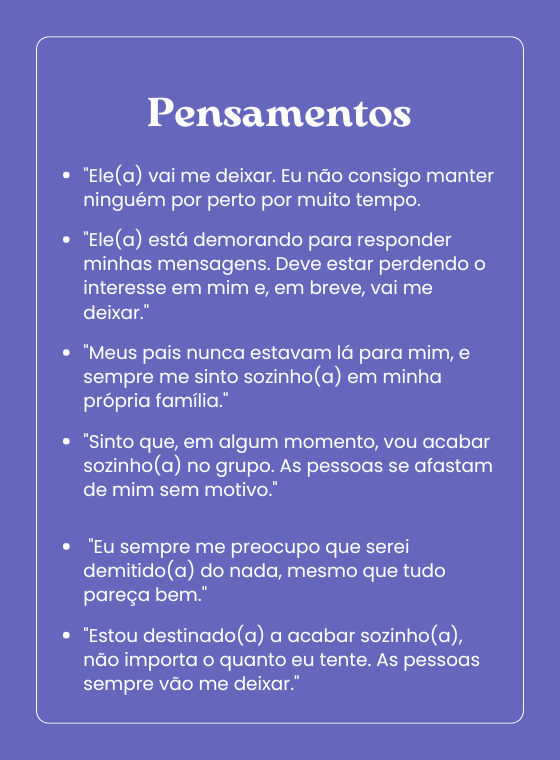 Pensamentos
• "Ele(a) vai me deixar. Eu não consigo manter
ninguém por perto por muito tempo.
• "Ele(a) está demorando para responder
minhas mensagens. Deve estar perdendo o
interesse em mim e, em breve, vai me
deixar."
• "Meus pais nunca estavam lá para mim, e
sempre me sinto sozinho(a) em minha
própria família."
• "Sinto que, em algum momento, vou acabar
sozinho(a) no grupo. As pessoas se afastam
de mim sem motivo."
• "Eu sempre me preocupo que serei
demitido(a) do nada, mesmo que tudo
pareça bem."
• "Estou destinado(a) a acabar sozinho(a),
não importa o quanto eu tente. As pessoas
sempre vão me deixar."